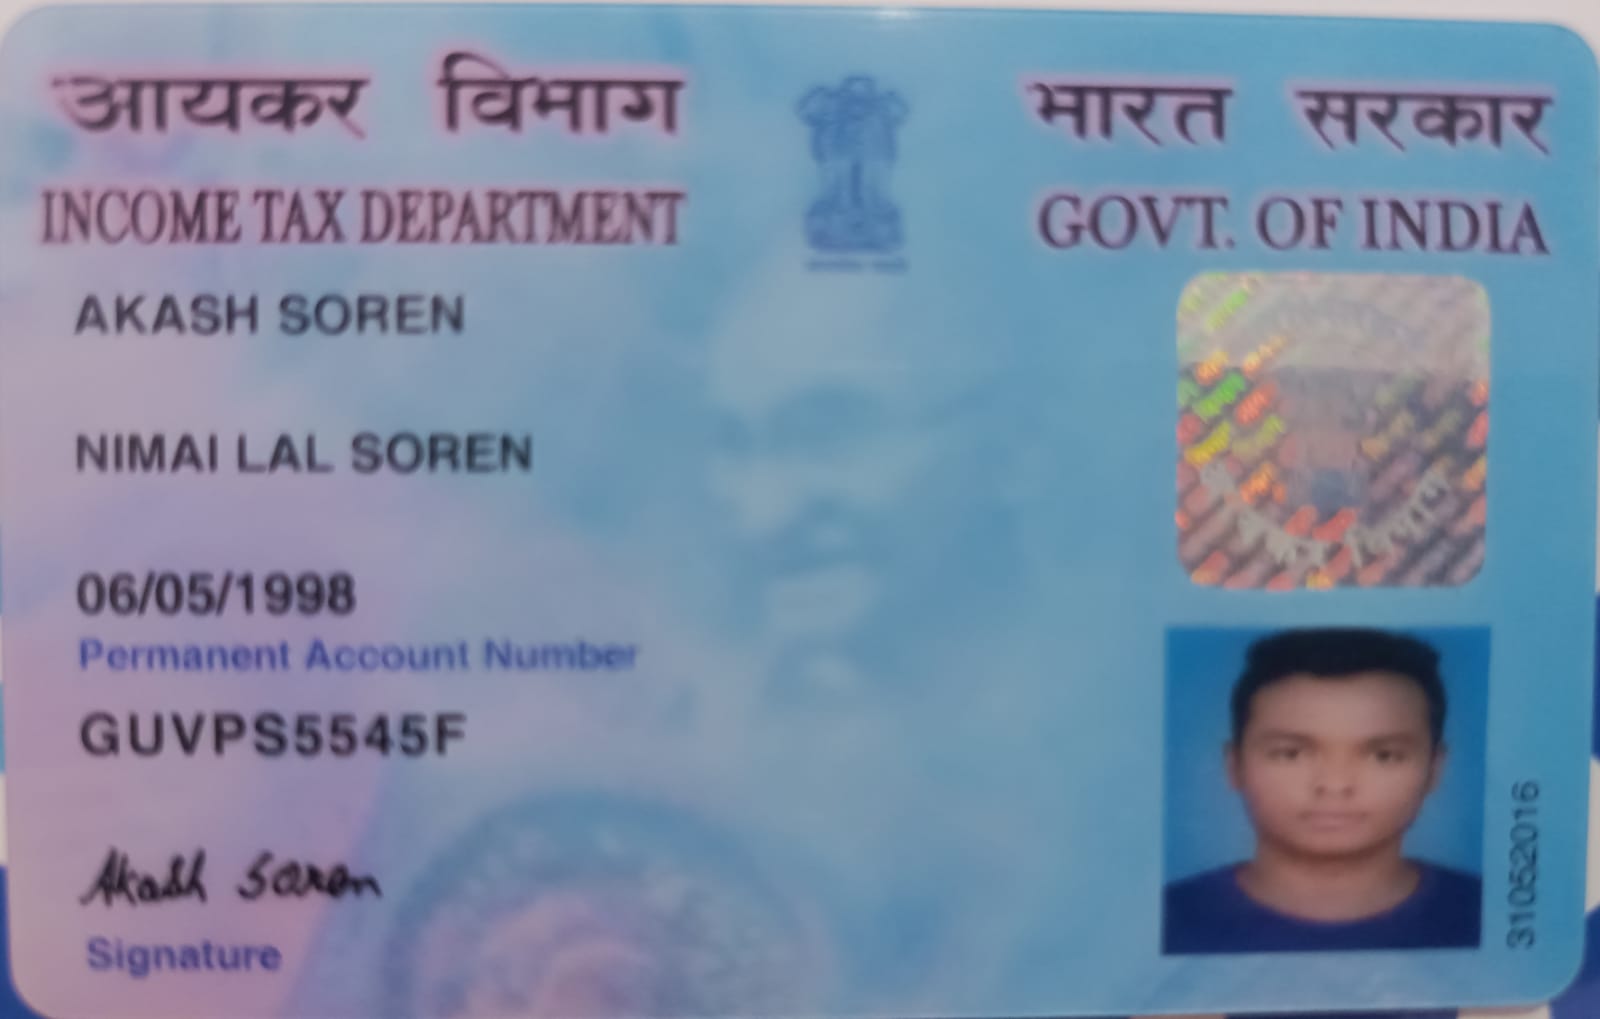 आयकर विभाग
INCOME TAX DEPARTMENT
भारत सरकार
GOVT. OF INDIA
AKASH SOREN
NIMAI LAL SOREN
06/05/1998
Permanent Account Number
GUVPS5545F
Akash Soren
Signature
31052016